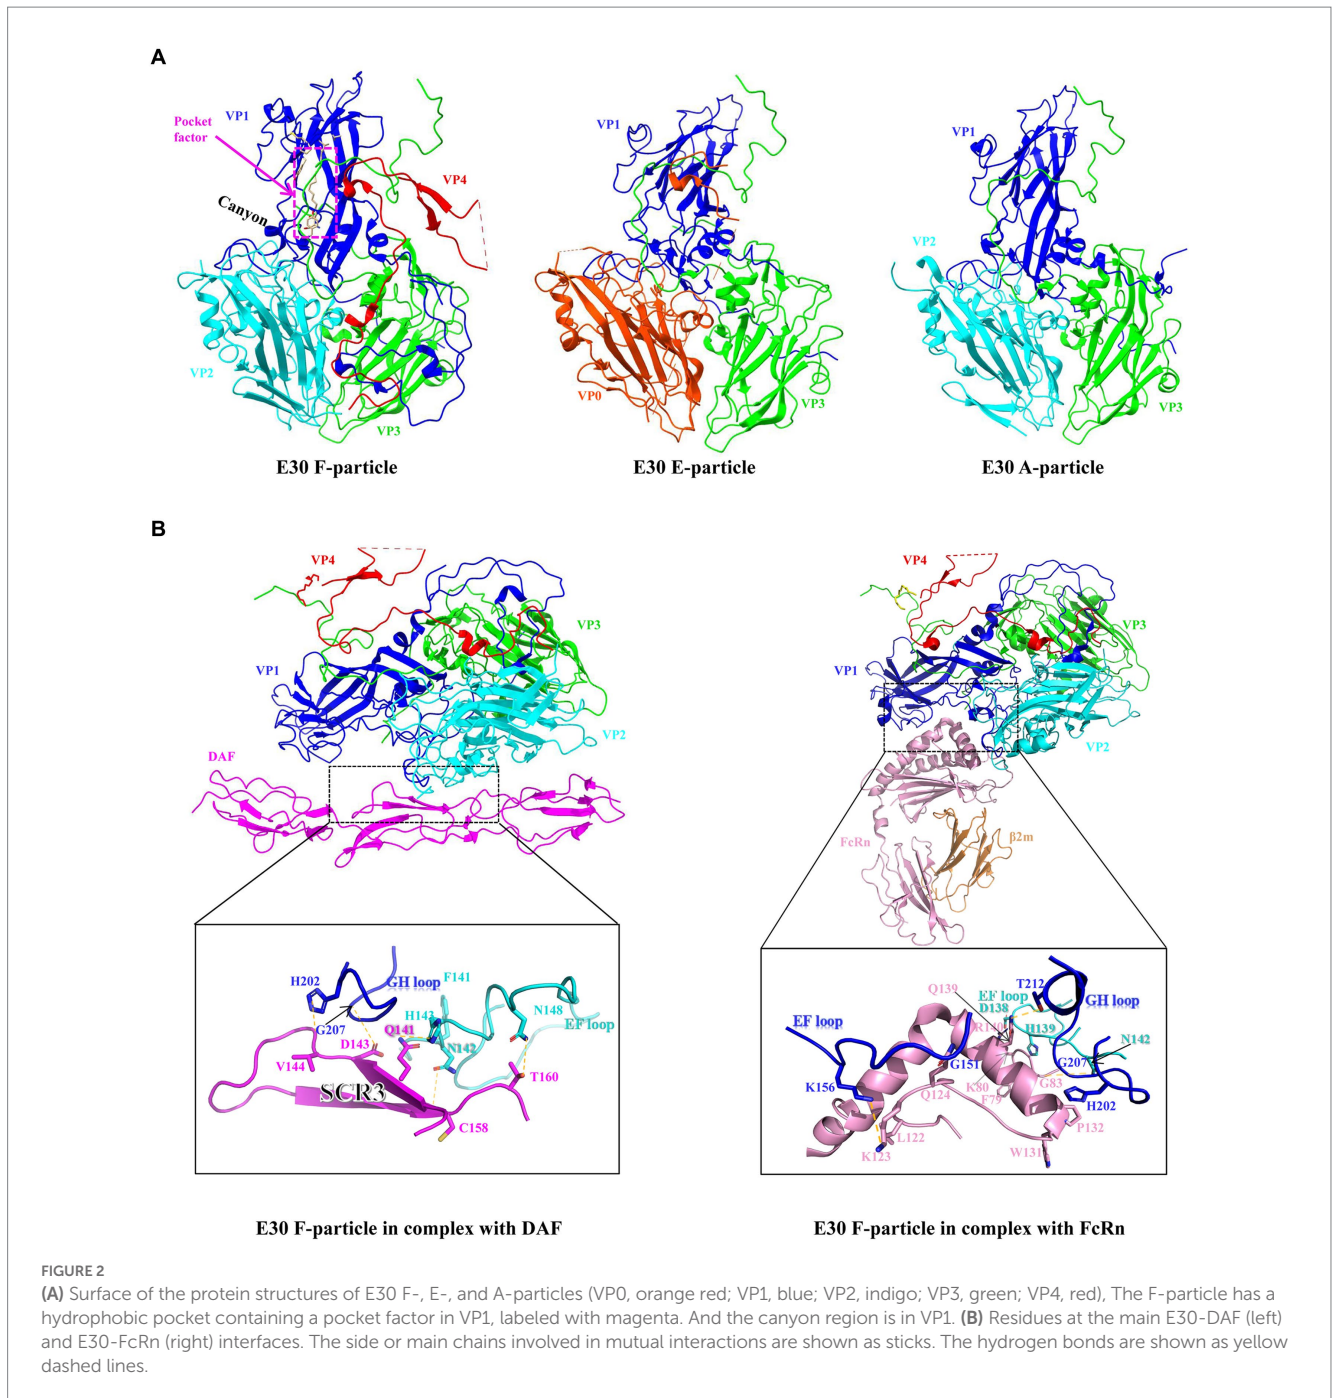 A
VP1
Pocket
factor
Canyon
VP4
VP2
VP3
E30 F-particle
VP1
VP0
VP3
E30 E-particle
VP1
VP2
VP3
E30 A-particle
B
VP4
VP3
VP1
VP2
DAF
H202
GH loop
F141
G207
H143
N148
Q141
EF loop
D143
N142
V144
SCR3
T160
C158
E30 F-particle in complex with DAF
VP4
VP3
VP1
VP2
FcRn
β2m
Q139
T212
EF loop
GH loop
D138
EF loop
H139
N142
G151
G207
K156
K80
G83
Q124
F79
H202
L122
P132
K123
W131
E30 F-particle in complex with FcRn
FIGURE 2
(A) Surface of the protein structures of E30 F-, E-, and A-particles (VP0, orange red; VP1, blue; VP2, indigo; VP3, green; VP4, red), The F-particle has a
hydrophobic pocket containing a pocket factor in VP1, labeled with magenta. And the canyon region is in VP1. (B) Residues at the main E30-DAF (left)
and E30-FcRn (right) interfaces. The side or main chains involved in mutual interactions are shown as sticks. The hydrogen bonds are shown as yellow
dashed lines.